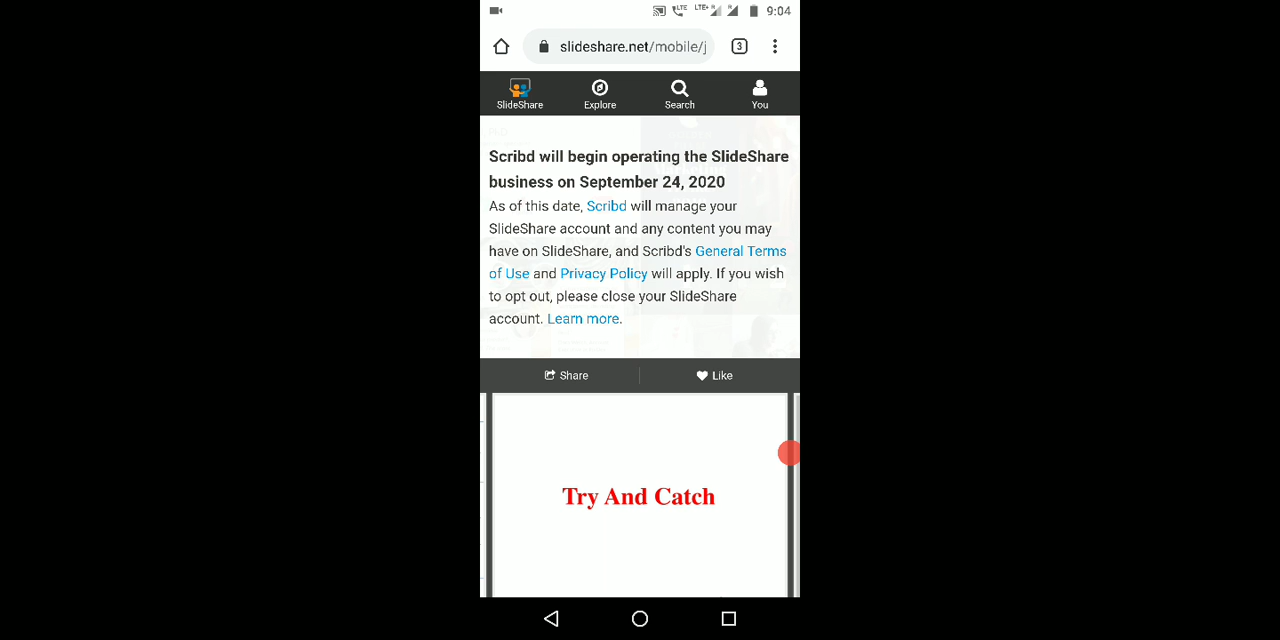 LTE LTE+ R R 9:04
slideshare.net/mobile/j 3
SlideShare Explore Search You
Scribd will begin operating the SlideShare
business on September 24, 2020
As of this date, Scribd will manage your
SlideShare account and any content you may
have on SlideShare, and Scribd's General Terms
of Use and Privacy Policy will apply. If you wish
to opt out, please close your SlideShare
account. Learn more.
Share Like
Try And Catch